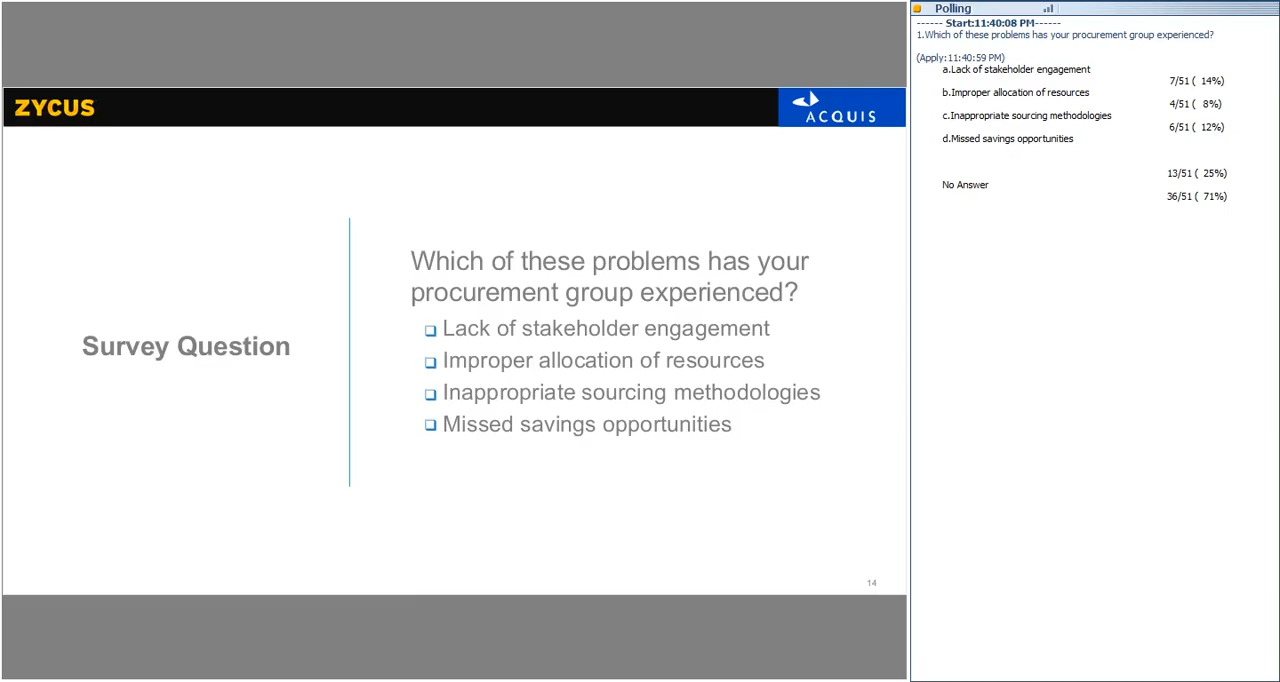 ZYCUS
ACQUIS
Survey Question
Which of these problems has your
procurement group experienced?
Lack of stakeholder engagement
Improper allocation of resources
Inappropriate sourcing methodologies
Missed savings opportunities
14
Polling
------ Start:11:40:08 PM------
1.Which of these problems has your procurement group experienced?
(Apply:11:40:59 PM)
a.Lack of stakeholder engagement
7/51 ( 14%)
b.Improper allocation of resources
4/51 ( 8%)
c.Inappropriate sourcing methodologies
6/51 ( 12%)
d.Missed savings opportunities
13/51 ( 25%)
No Answer
36/51 ( 71%)